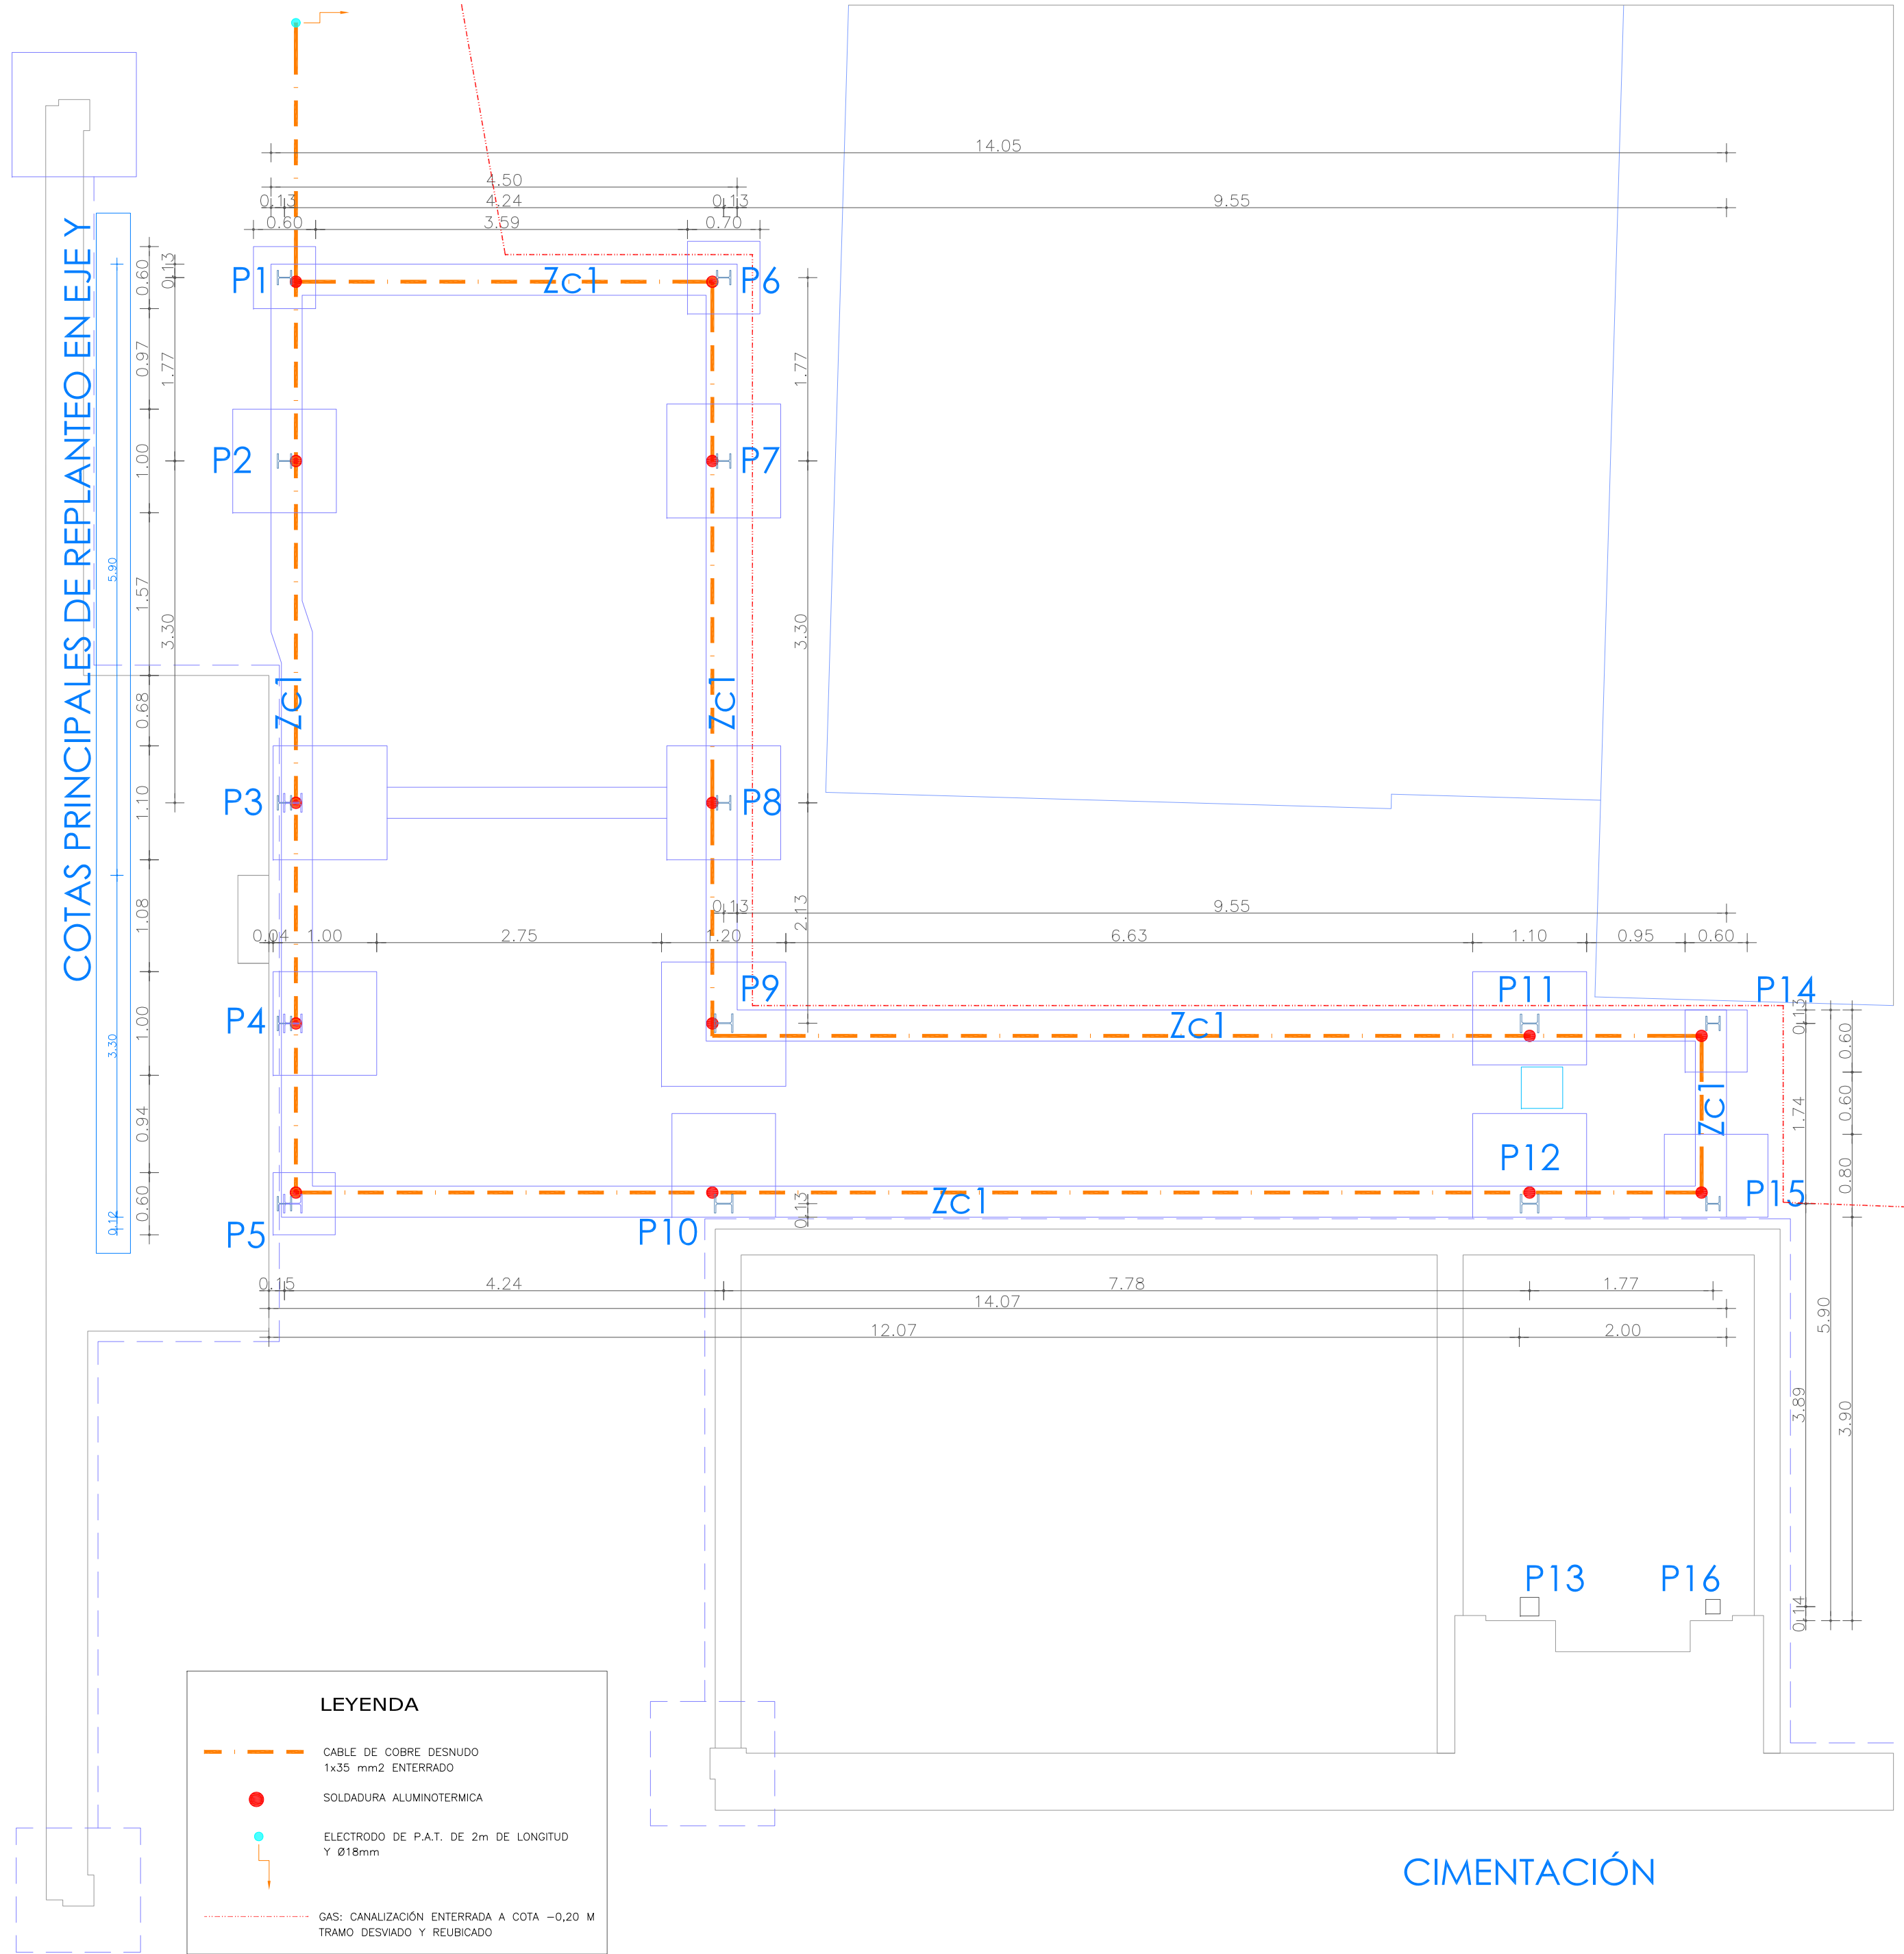 14.05
4.50
0.13
4.24
0.13
9.55
0.60
3.59
0.70
COTAS PRINCIPALES DE REPLANTEO EN EJE Y
5.90
3.30
0.12
0.60
0.13
0.97
1.77
1.00
1.57
3.30
0.68
1.10
1.08
1.00
0.94
0.60
P1
Zc1
P6
P2
P7
1.77
3.30
Zc1
Zc1
P3
P8
2.13
0.13
9.55
0.04
1.00
2.75
1.20
6.63
1.10
0.95
0.60
P9
P11
P14
P4
Zc1
0.13
0.60
Zc1
1.74
0.60
P12
0.80
P15
P5
P10
0.13
Zc1
0.15
4.24
7.78
1.77
14.07
12.07
2.00
5.90
3.89
3.90
P13
P16
0.14
LEYENDA
CABLE DE COBRE DESNUDO
1x35 mm2 ENTERRADO
SOLDADURA ALUMINOTERMICA
ELECTRODO DE P.A.T. DE 2m DE LONGITUD
Y Ø18mm
GAS: CANALIZACIÓN ENTERRADA A COTA −0,20 M
TRAMO DESVIADO Y REUBICADO
CIMENTACIÓN